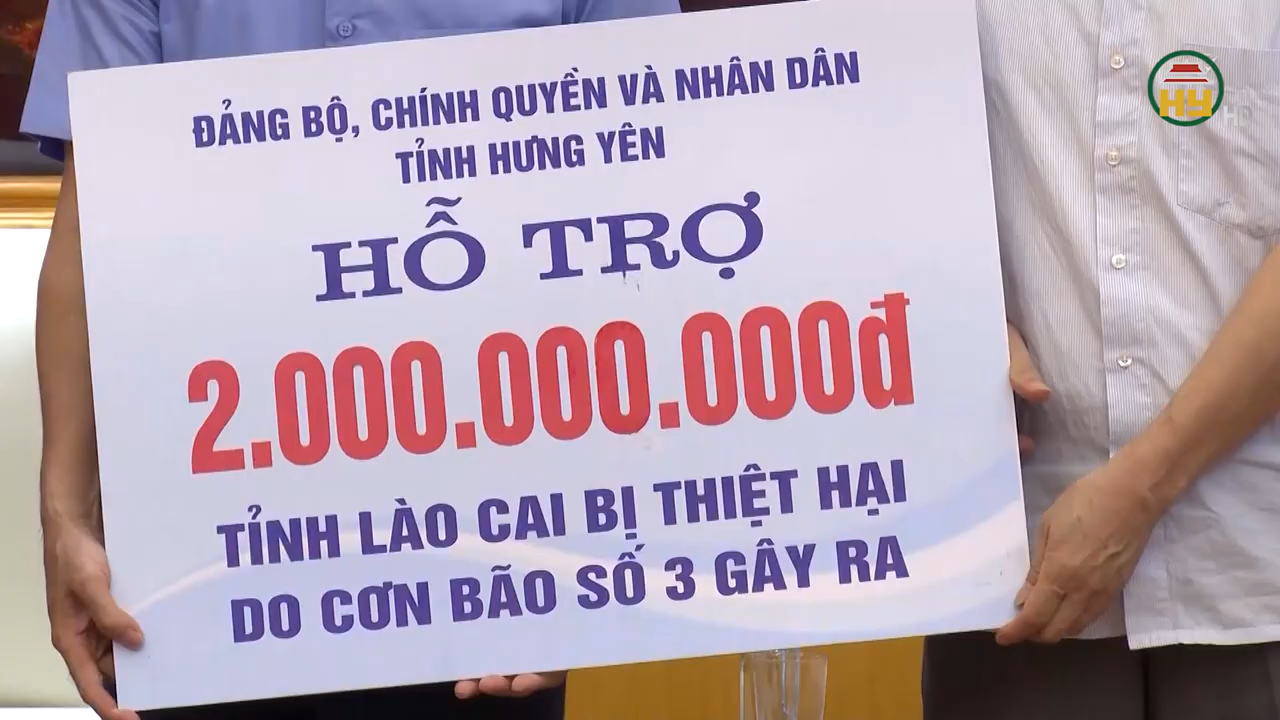 ĐẢNG BỘ, CHÍNH QUYỀN VÀ NHÂN DÂN
TỈNH HƯNG YÊN
HỖ TRỢ
2.000.000.000đ
TỈNH LÀO CAI BỊ THIỆT HẠI
DO CƠN BÃO SỐ 3 GÂY RA
HY HD